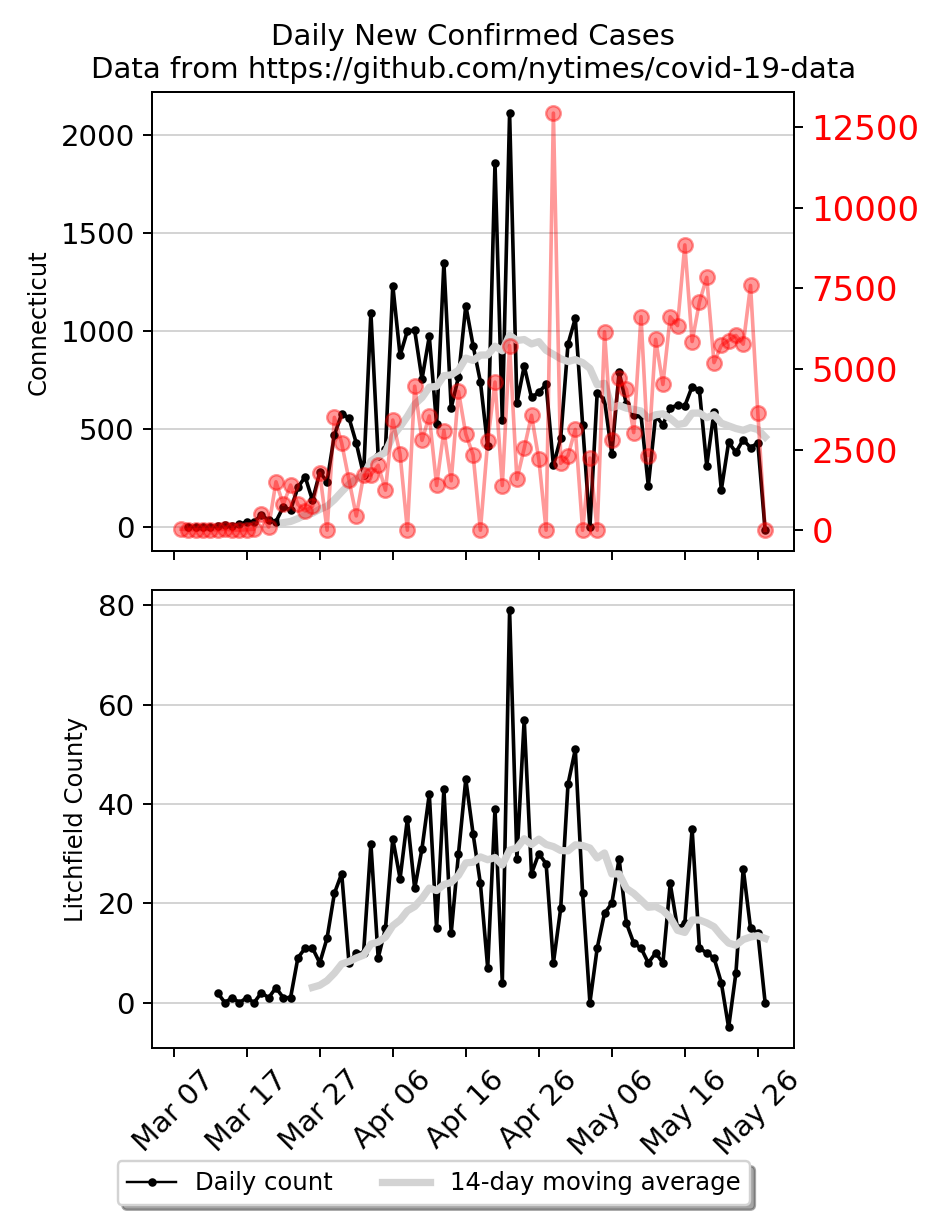 Daily New Confirmed Cases
Data from https://github.com/nytimes/covid-19-data
Connecticut
2000
1500
1000
500
0
12500
10000
7500
5000
2500
0
Litchfield County
80
60
40
20
0
Mar 07
Mar 17
Mar 27
Apr 06
Apr 16
Apr 26
May 06
May 16
May 26
Daily count
14-day moving average